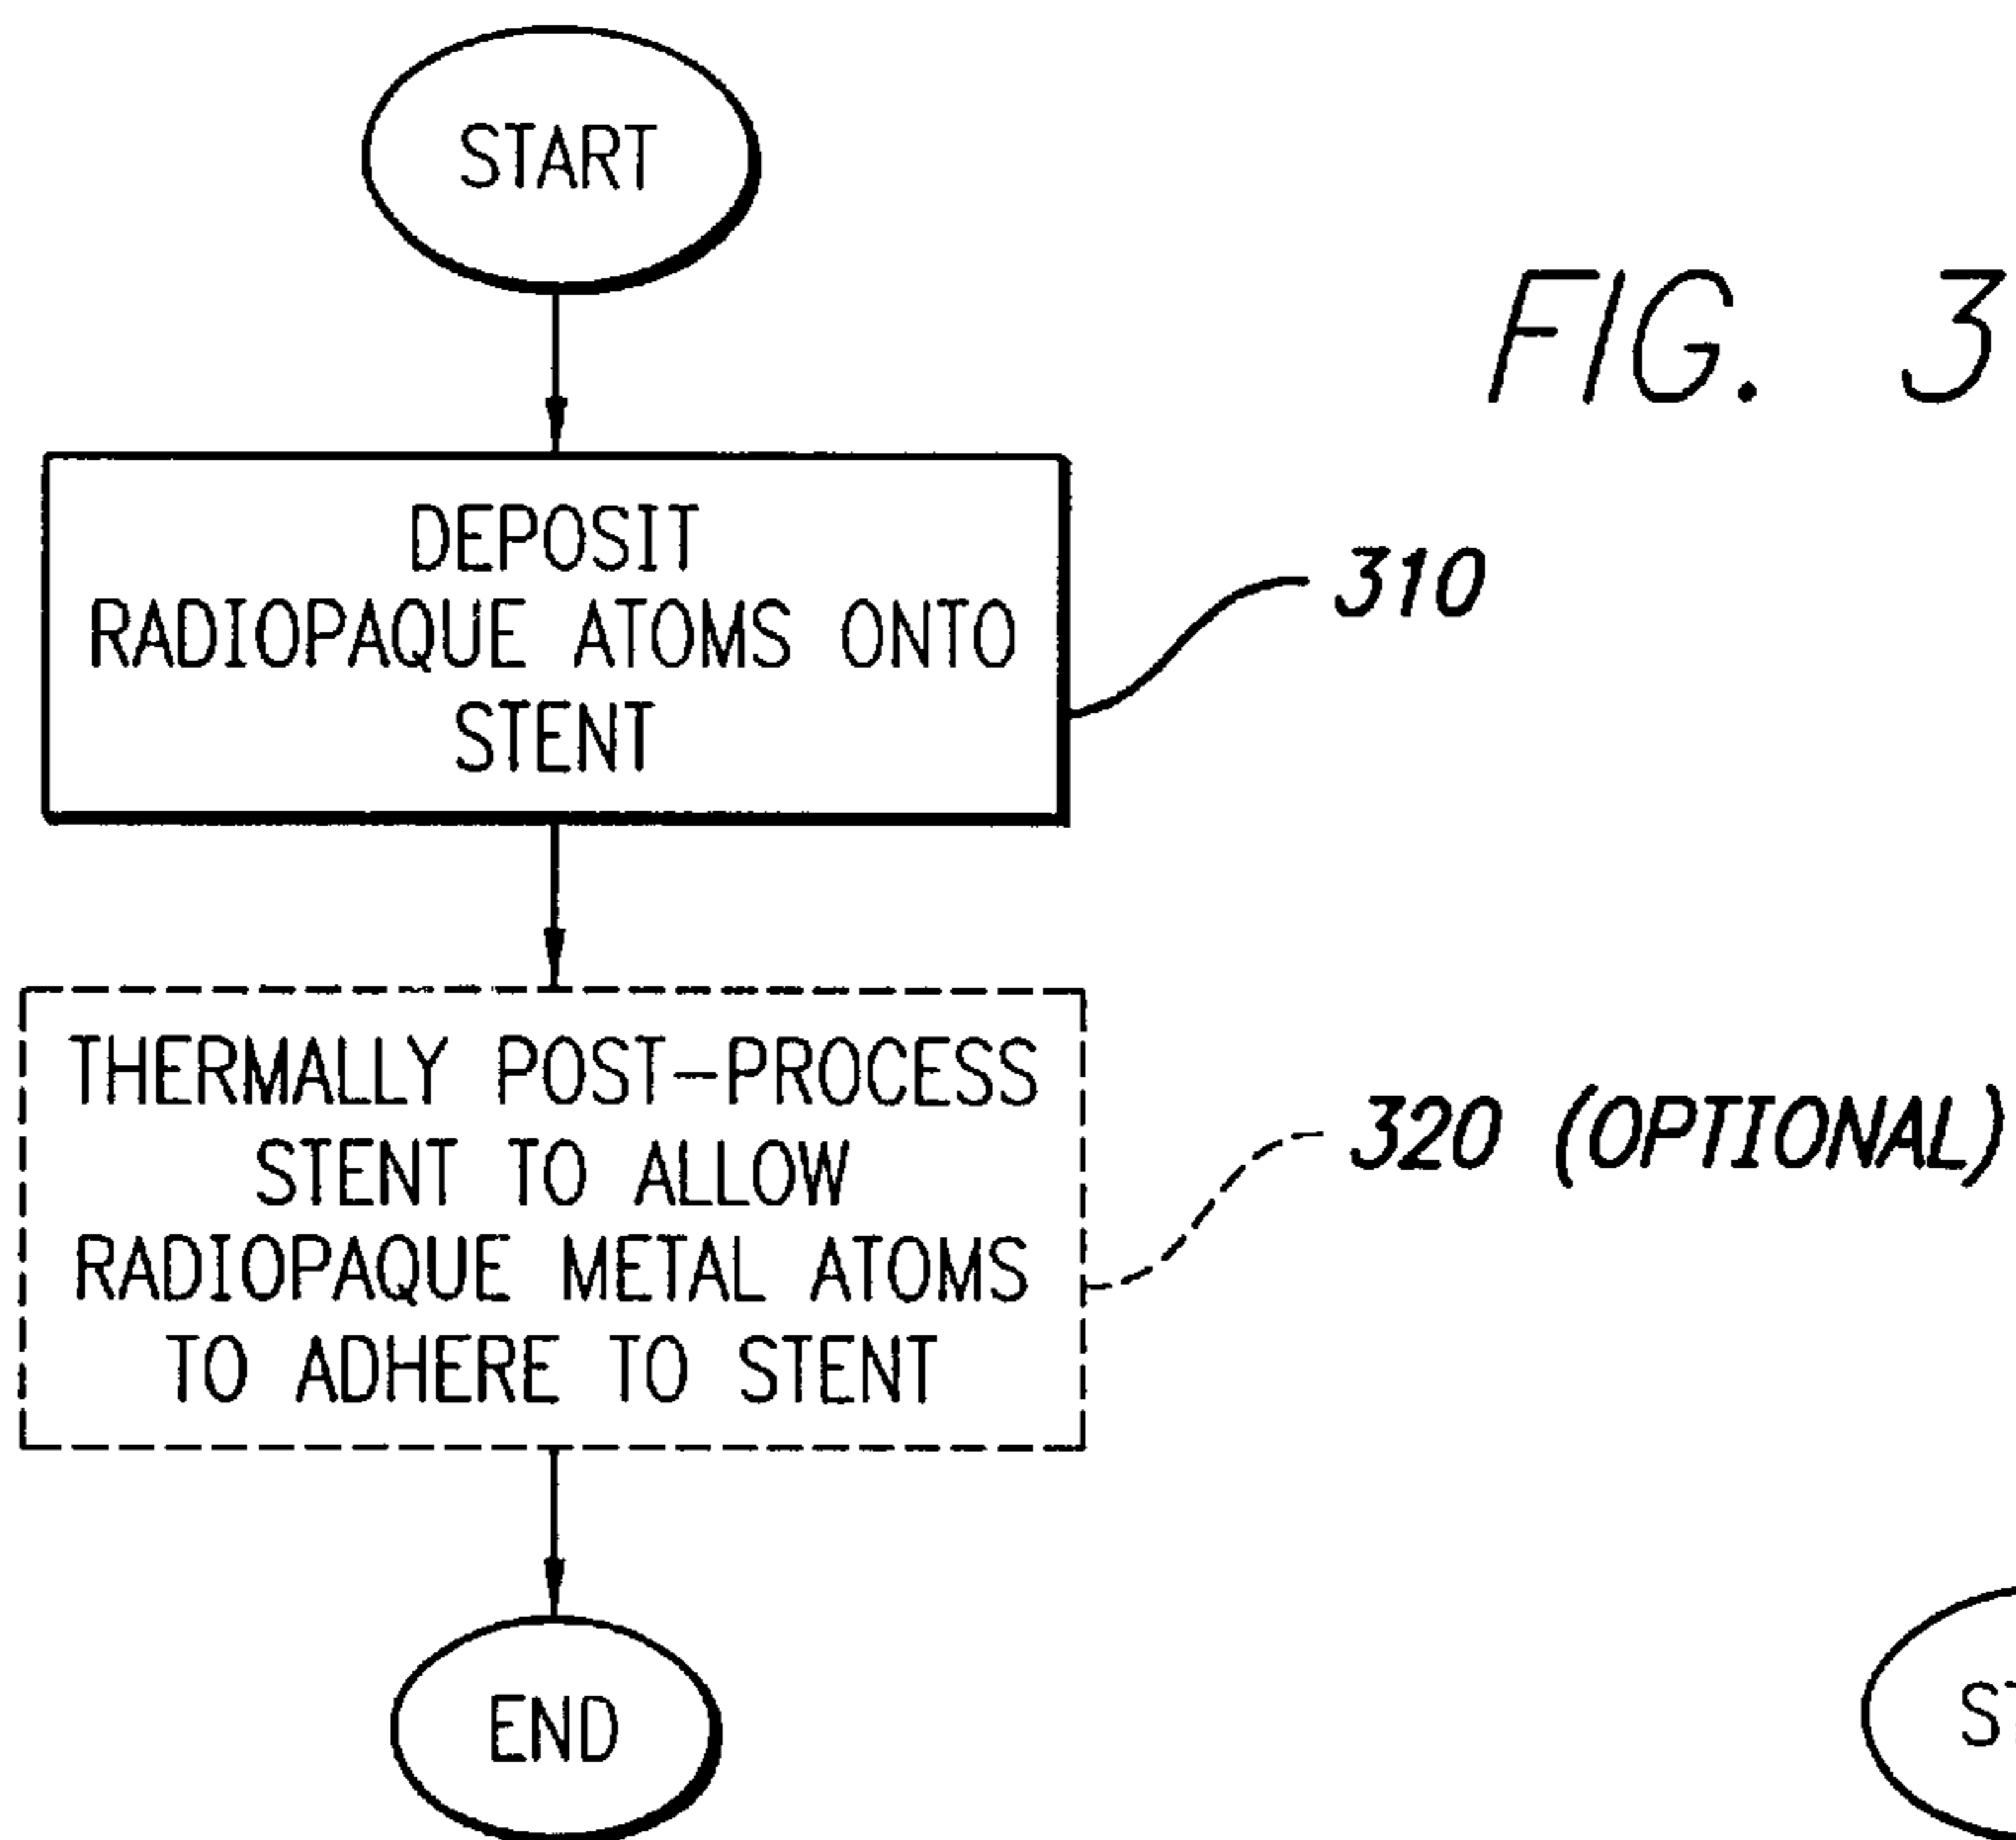 START
FIG. 3
DEPOSIT
RADIOPAQUE ATOMS ONTO
STENT
310
THERMALLY POST-PROCESS
STENT TO ALLOW
RADIOPAQUE METAL ATOMS
TO ADHERE TO STENT
320 (OPTIONAL)
END